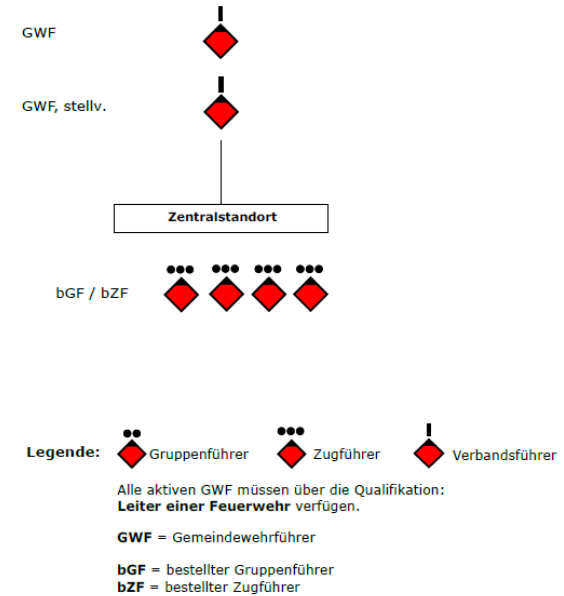 GWF
GWF, stellv.
Zentralstandort
bGF / bZF
Legende: Gruppenführer Zugführer Verbandsführer
Alle aktiven GWF müssen über die Qualifikation:
Leiter einer Feuerwehr verfügen.
GWF = Gemeindewehrführer
bGF = bestellter Gruppenführer
bZF = bestellter Zugführer